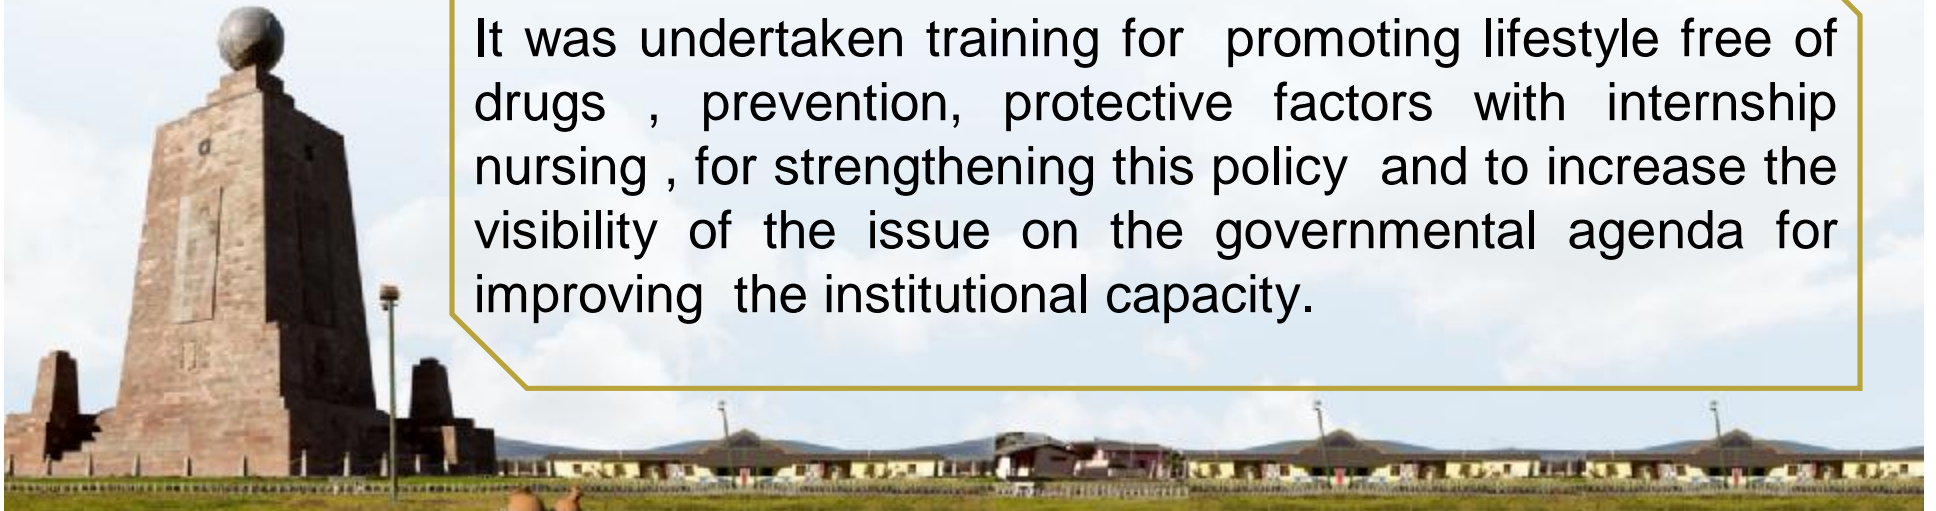 It was undertaken training for promoting lifestyle free of
drugs , prevention, protective factors with internship
nursing , for strengthening this policy and to increase the
visibility of the issue on the governmental agenda for
improving the institutional capacity.